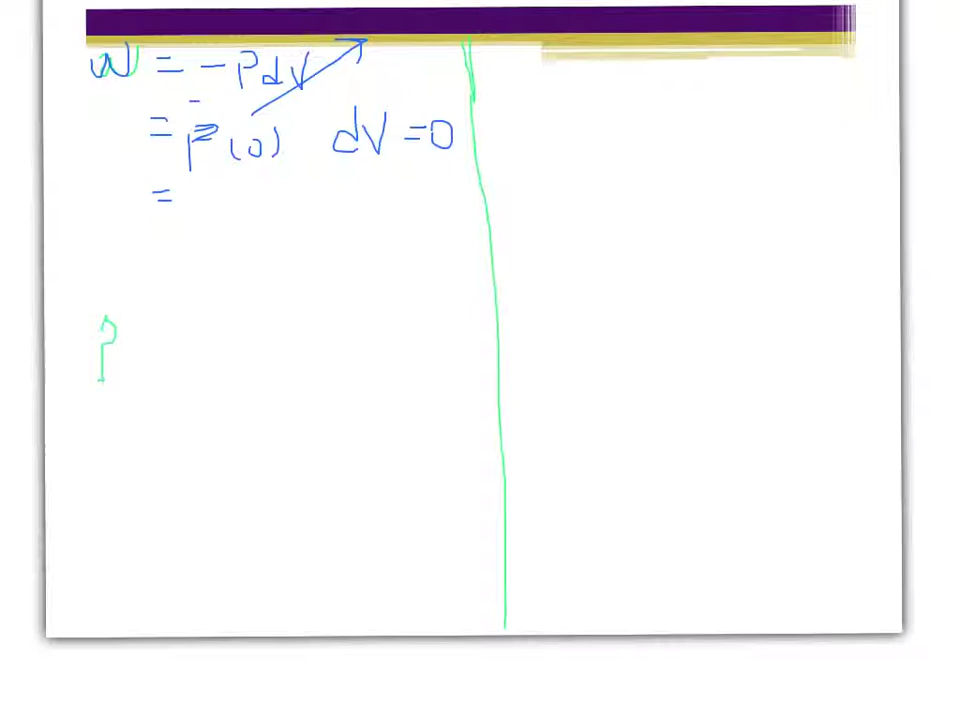 W = - PdV
= - P(0) dV = 0
=
P